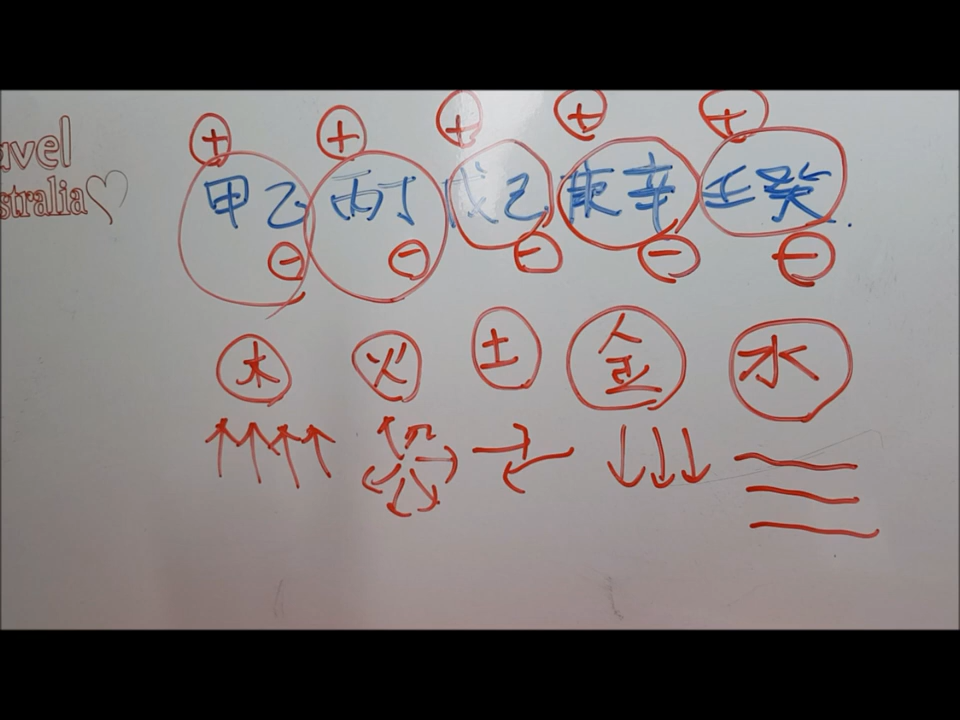 avel
stralia♡
+ + + + +
甲乙 丙丁 戊己 庚辛 壬癸.
- - - - -
木 火 土 金 水